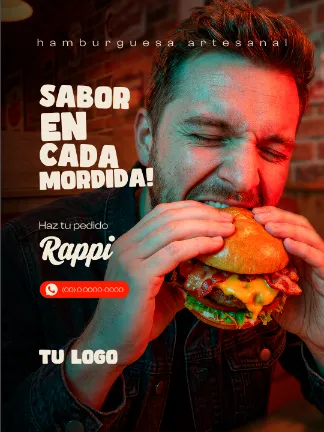 hamburguesa artesanal
SABOR
EN
CADA
MORDIDA!
Haz tu pedido
Rappi
(00) 0 0000-0000
TU LOGO